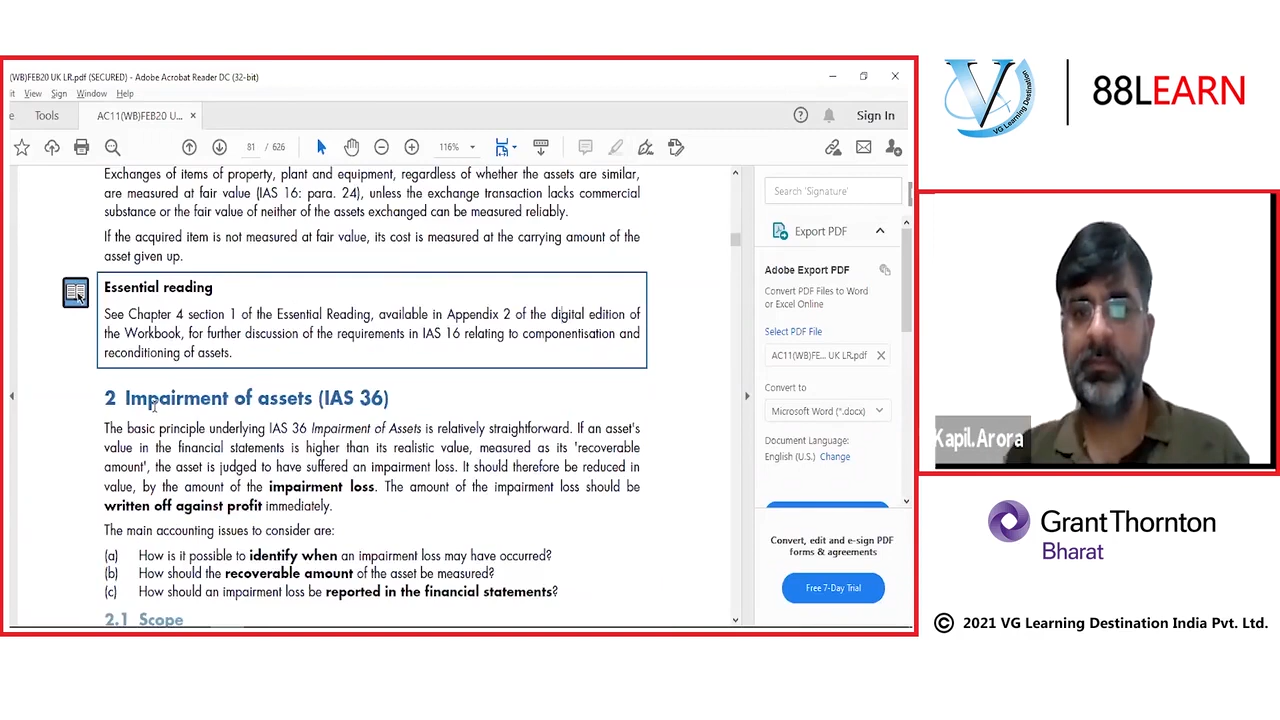 (WB)FEB20 UK LR.pdf (SECURED) - Adobe Acrobat Reader DC (32-bit)
it View Sign Window Help
e Tools AC11(WB)FEB20 U... × Sign In
81 / 626 116%
Exchanges of items of property, plant and equipment, regardless of whether the assets are similar,
are measured at fair value (IAS 16: para. 24), unless the exchange transaction lacks commercial
substance or the fair value of neither of the assets exchanged can be measured reliably.
If the acquired item is not measured at fair value, its cost is measured at the carrying amount of the
asset given up.
Essential reading
See Chapter 4 section 1 of the Essential Reading, available in Appendix 2 of the digital edition of
the Workbook, for further discussion of the requirements in IAS 16 relating to componentisation and
reconditioning of assets.
2 Impairment of assets (IAS 36)
The basic principle underlying IAS 36 Impairment of Assets is relatively straightforward. If an asset's
value in the financial statements is higher than its realistic value, measured as its 'recoverable
amount', the asset is judged to have suffered an impairment loss. It should therefore be reduced in
value, by the amount of the impairment loss. The amount of the impairment loss should be
written off against profit immediately.
The main accounting issues to consider are:
(a) How is it possible to identify when an impairment loss may have occurred?
(b) How should the recoverable amount of the asset be measured?
(c) How should an impairment loss be reported in the financial statements?
2.1 Scope
Search 'Signature'
Export PDF
Adobe Export PDF
Convert PDF Files to Word
or Excel Online
Select PDF File
AC11(WB)FE... UK LR.pdf ×
Convert to
Microsoft Word (*.docx)
Document Language:
English (U.S.) Change
Convert, edit and e-sign PDF
forms & agreements
Free 7-Day Trial
V
VG Learning Destination
88LEARN
Kapil.Arora
Grant Thornton
Bharat
© 2021 VG Learning Destination India Pvt. Ltd.